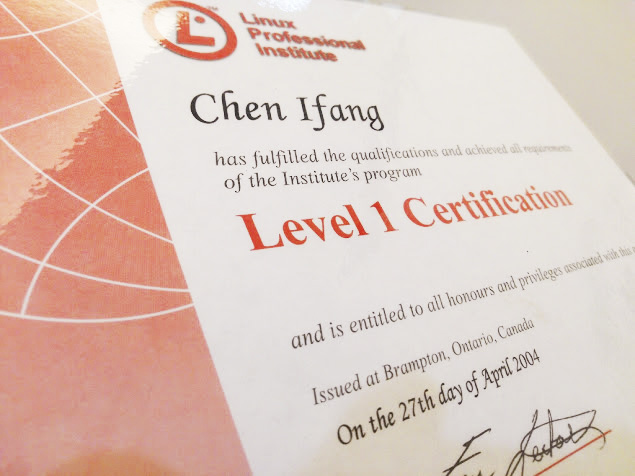 Linux
Professional
Institute
Chen Ifang
has fulfilled the qualifications and achieved all requirements
of the Institute's program
Level 1 Certification
and is entitled to all honours and privileges associated with this
Issued at Brampton, Ontario, Canada
On the 27th day of April 2004